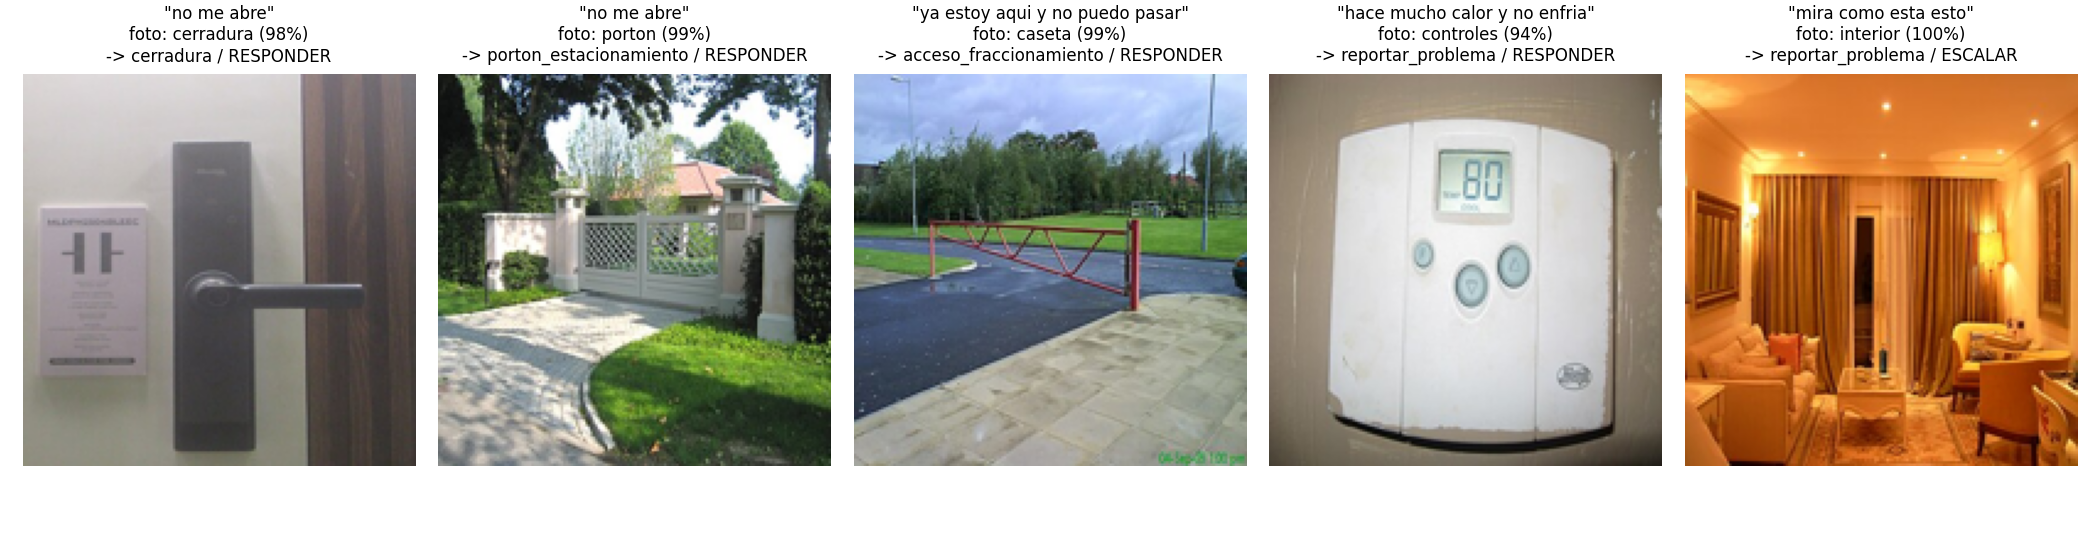 "no me abre"
foto: cerradura (98%)
-> cerradura / RESPONDER
"no me abre"
foto: porton (99%)
-> porton_estacionamiento / RESPONDER
"ya estoy aqui y no puedo pasar"
foto: caseta (99%)
-> acceso_fraccionamiento / RESPONDER
"hace mucho calor y no enfria"
foto: controles (94%)
-> reportar_problema / RESPONDER
"mira como esta esto"
foto: interior (100%)
-> reportar_problema / ESCALAR
80